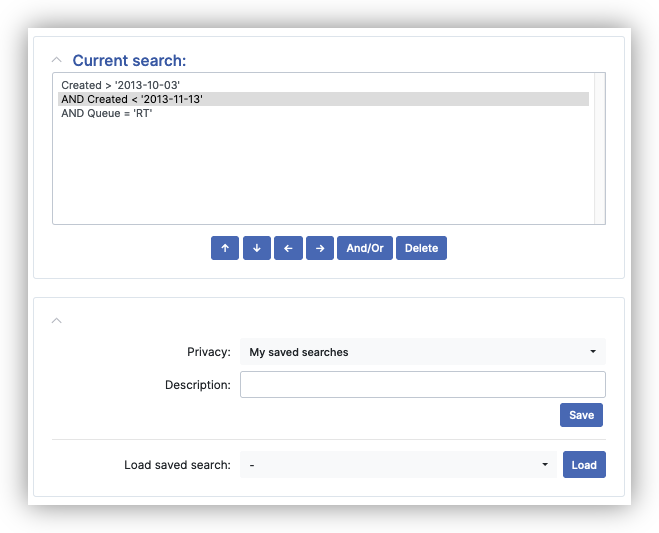 Current search:
Created > '2013-10-03'
AND Created < '2013-11-13'
AND Queue = 'RT'
↑ ↓ ← → And/Or Delete
Privacy: My saved searches
Description:
Save
Load saved search: - Load